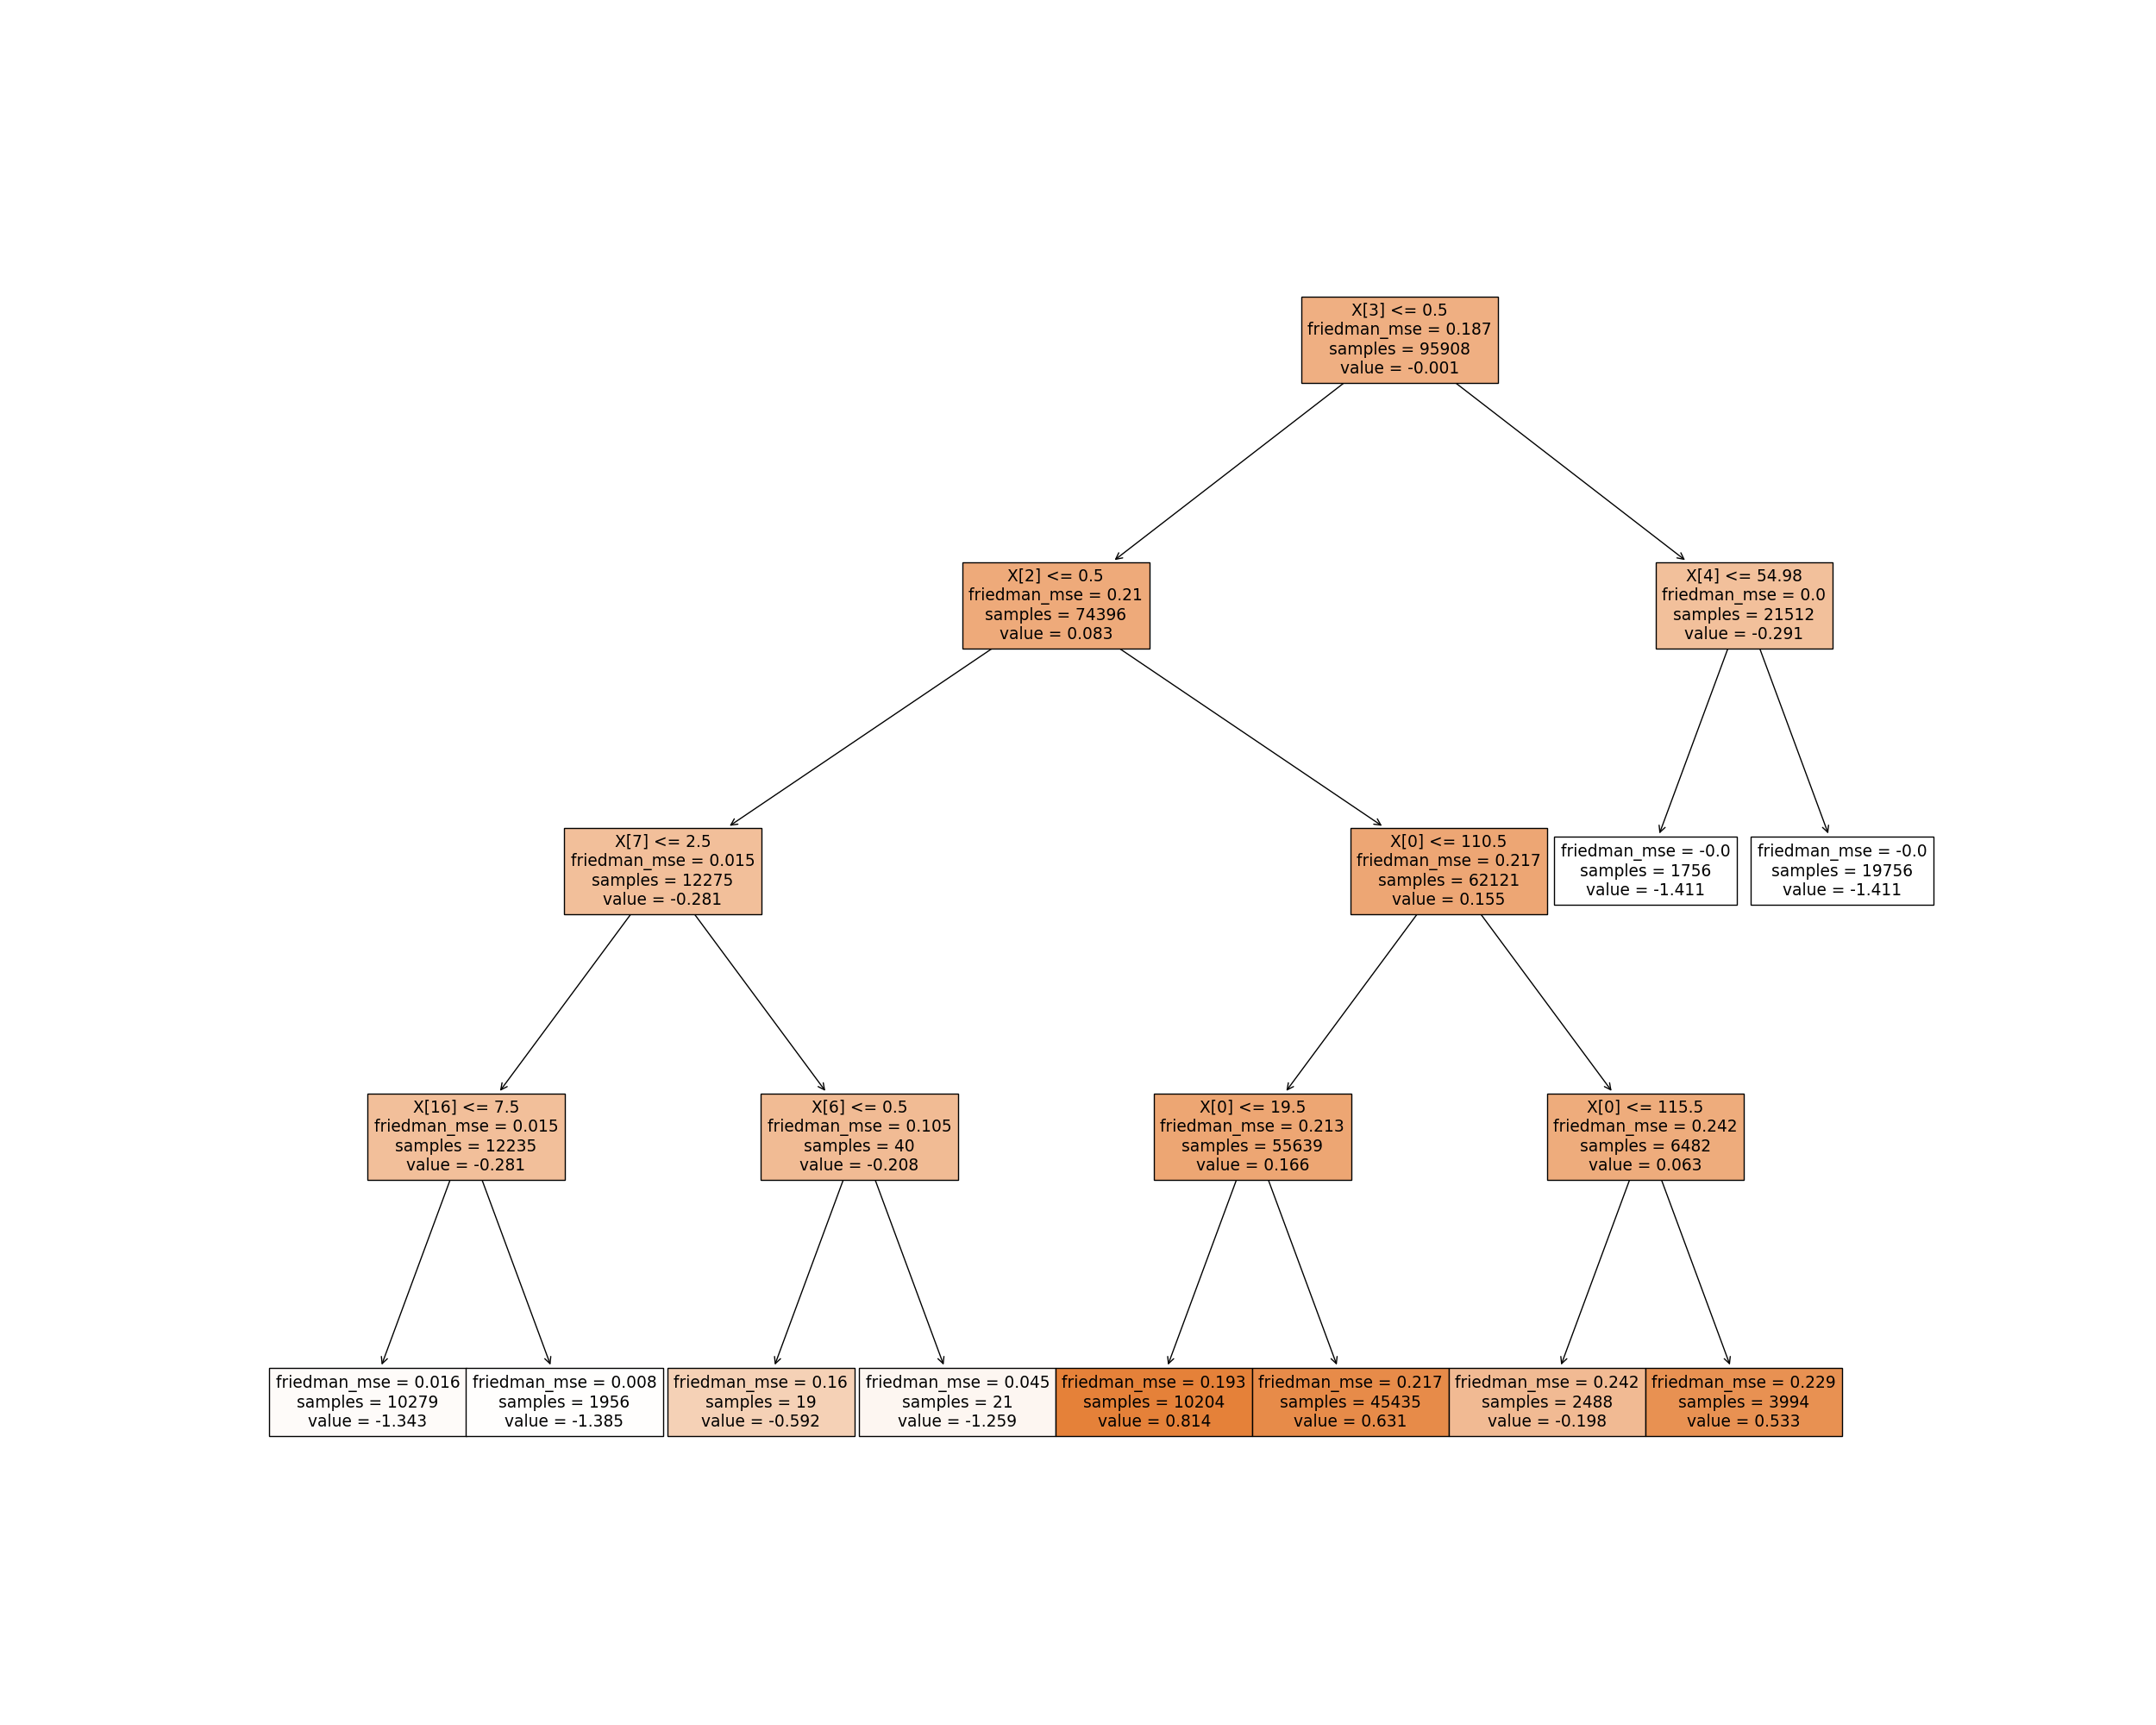 X[3] <= 0.5
friedman_mse = 0.187
samples = 95908
value = -0.001
X[2] <= 0.5
friedman_mse = 0.21
samples = 74396
value = 0.083
X[4] <= 54.98
friedman_mse = 0.0
samples = 21512
value = -0.291
X[7] <= 2.5
friedman_mse = 0.015
samples = 12275
value = -0.281
X[0] <= 110.5
friedman_mse = 0.217
samples = 62121
value = 0.155
friedman_mse = -0.0
samples = 1756
value = -1.411
friedman_mse = -0.0
samples = 19756
value = -1.411
X[16] <= 7.5
friedman_mse = 0.015
samples = 12235
value = -0.281
X[6] <= 0.5
friedman_mse = 0.105
samples = 40
value = -0.208
X[0] <= 19.5
friedman_mse = 0.213
samples = 55639
value = 0.166
X[0] <= 115.5
friedman_mse = 0.242
samples = 6482
value = 0.063
friedman_mse = 0.016
samples = 10279
value = -1.343
friedman_mse = 0.008
samples = 1956
value = -1.385
friedman_mse = 0.16
samples = 19
value = -0.592
friedman_mse = 0.045
samples = 21
value = -1.259
friedman_mse = 0.193
samples = 10204
value = 0.814
friedman_mse = 0.217
samples = 45435
value = 0.631
friedman_mse = 0.242
samples = 2488
value = -0.198
friedman_mse = 0.229
samples = 3994
value = 0.533